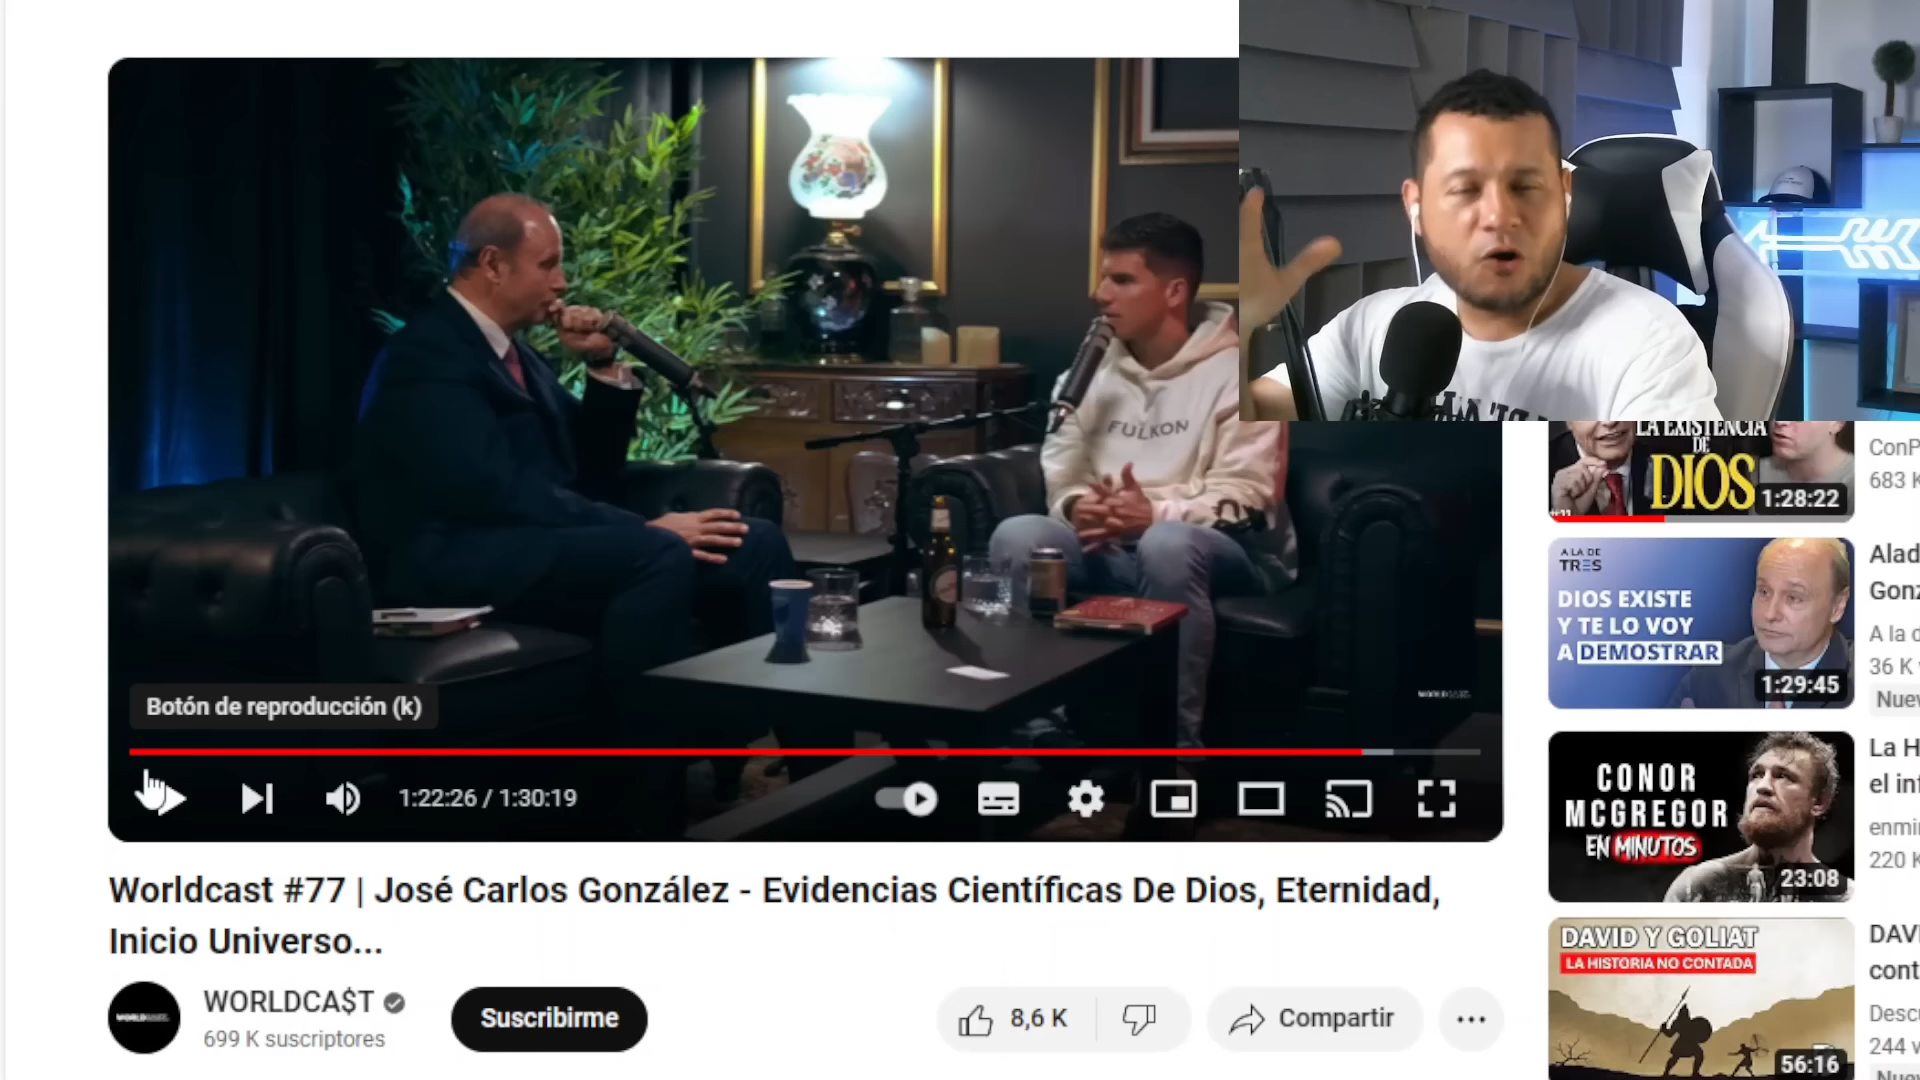 FULKON
Botón de reproducción (k)
1:22:26 / 1:30:19
Worldcast #77 | José Carlos González - Evidencias Científicas De Dios, Eternidad,
Inicio Universo...
WORLDCA$T
699 K suscriptores
Suscribirme
8,6 K
Compartir
LA EXISTENCIA
DE
DIOS
1:28:22
ConP
683 K
A LA DE
TRES
DIOS EXISTE
Y TE LO VOY
A DEMOSTRAR
1:29:45
Alad
Gonz
A la d
36 K
Nuev
CONOR
MCGREGOR
EN MINUTOS
23:08
La H
el inf
enmin
220 K
DAVID Y GOLIAT
LA HISTORIA NO CONTADA
56:16
DAVI
cont
Descu
244 v